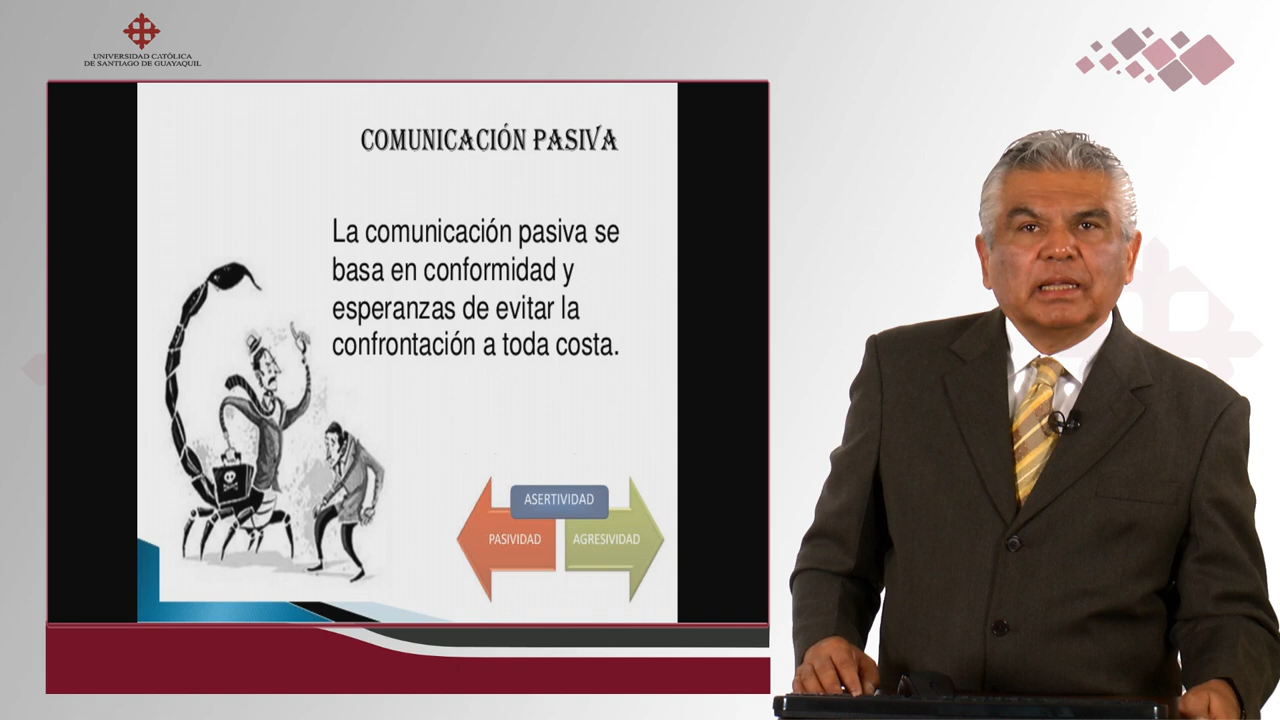 UNIVERSIDAD CATÓLICA
DE SANTIAGO DE GUAYAQUIL
COMUNICACIÓN PASIVA
La comunicación pasiva se
basa en conformidad y
esperanzas de evitar la
confrontación a toda costa.
ASERTIVIDAD
PASIVIDAD
AGRESIVIDAD